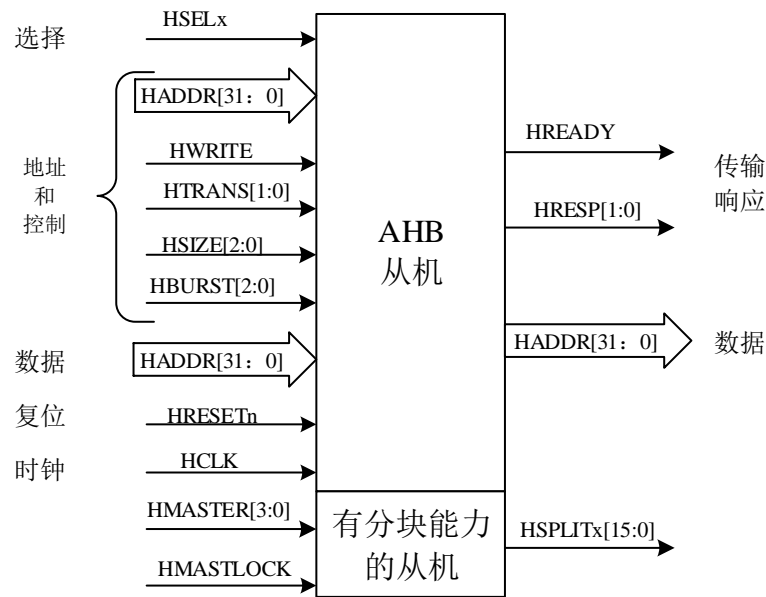 选择
HSELx
HADDR[31：0]
地址
和
控制
HWRITE
HTRANS[1:0]
HSIZE[2:0]
HBURST[2:0]
数据
HADDR[31：0]
复位
HRESETn
时钟
HCLK
HMASTER[3:0]
HMASTLOCK
AHB
从机
有分块能力
的从机
HREADY
传输
响应
HRESP[1:0]
HADDR[31：0]
数据
HSPLITx[15:0]